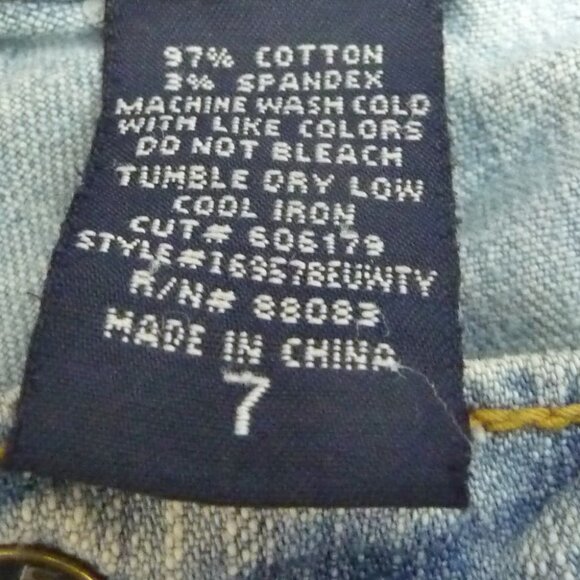 97% COTTON
3% SPANDEX
MACHINE WASH COLD
WITH LIKE COLORS
DO NOT BLEACH
TUMBLE DRY LOW
COOL IRON
CUT# 606179
STYLE#I6957BEUWTY
R/N# 88083
MADE IN CHINA
7